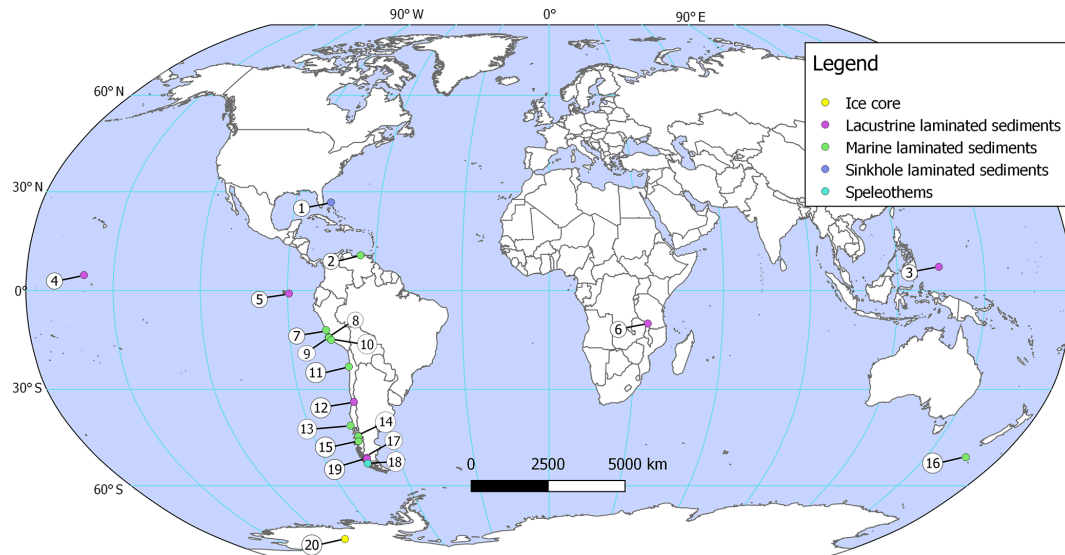 90° W
0°
90° E
Legend
Ice core
Lacustrine laminated sediments
Marine laminated sediments
Sinkhole laminated sediments
Speleothems
60° N
30° N
1
2
3
4
0°
5
6
7
8
9
10
11
30° S
12
13
14
15
17
16
19
18
0 2500 5000 km
60° S
20